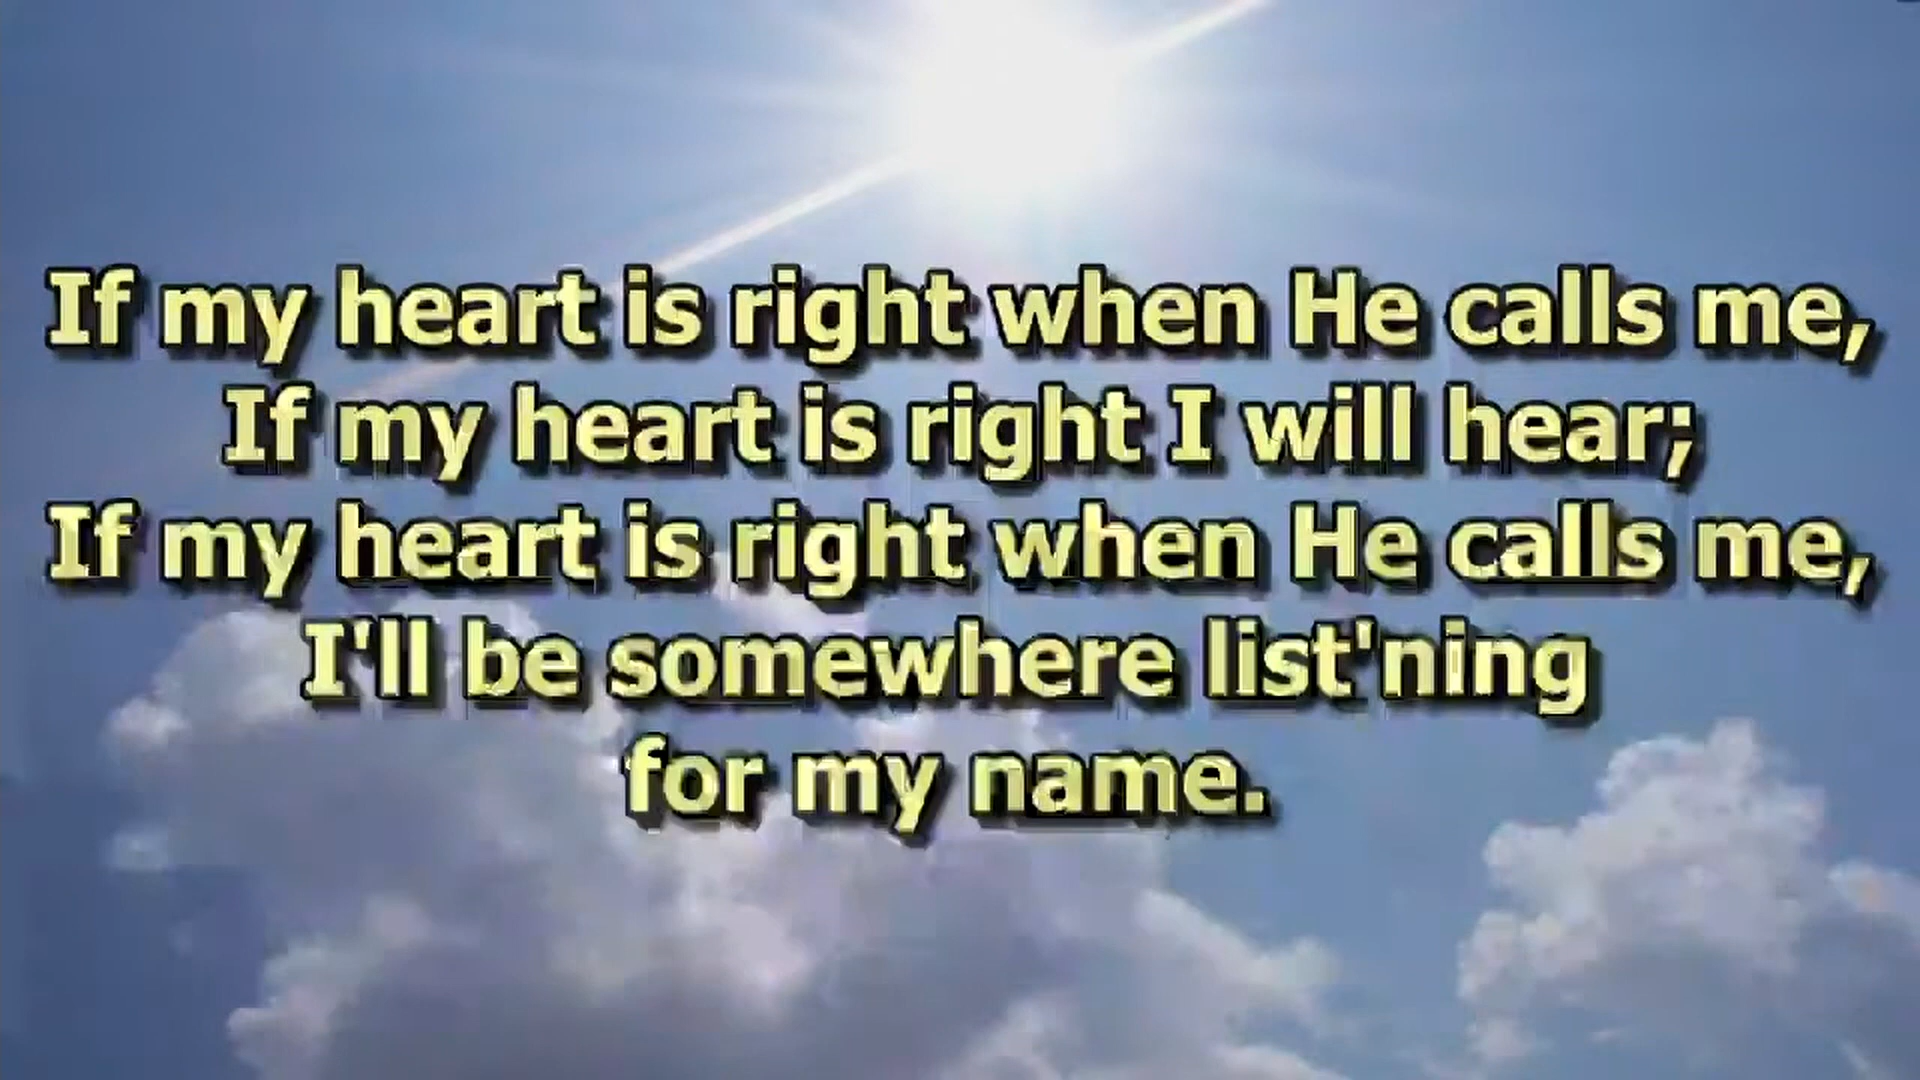 If my heart is right when He calls me,
If my heart is right I will hear;
If my heart is right when He calls me,
I'll be somewhere list'ning
for my name.